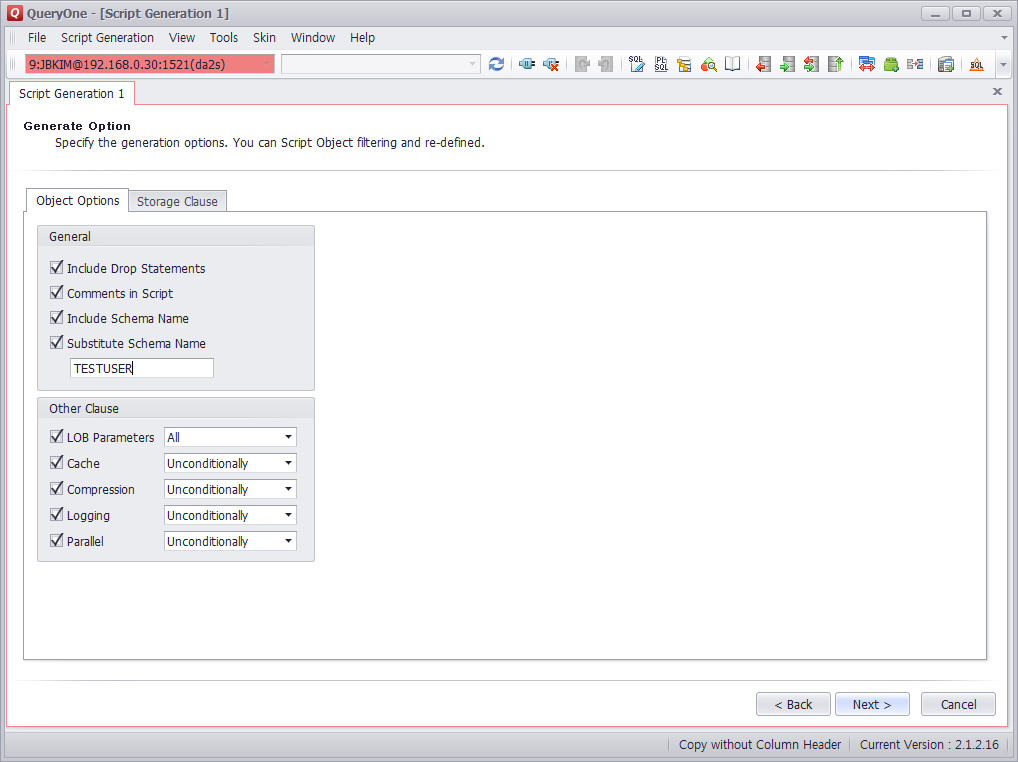 Q QueryOne - [Script Generation 1]
File Script Generation View Tools Skin Window Help
9:JBKIM@192.168.0.30:1521(da2s)
SQL PL SQL SQL
Script Generation 1
Generate Option
Specify the generation options. You can Script Object filtering and re-defined.
Object Options Storage Clause
General
Include Drop Statements
Comments in Script
Include Schema Name
Substitute Schema Name
TESTUSER
Other Clause
LOB Parameters All
Cache Unconditionally
Compression Unconditionally
Logging Unconditionally
Parallel Unconditionally
< Back Next > Cancel
Copy without Column Header Current Version : 2.1.2.16